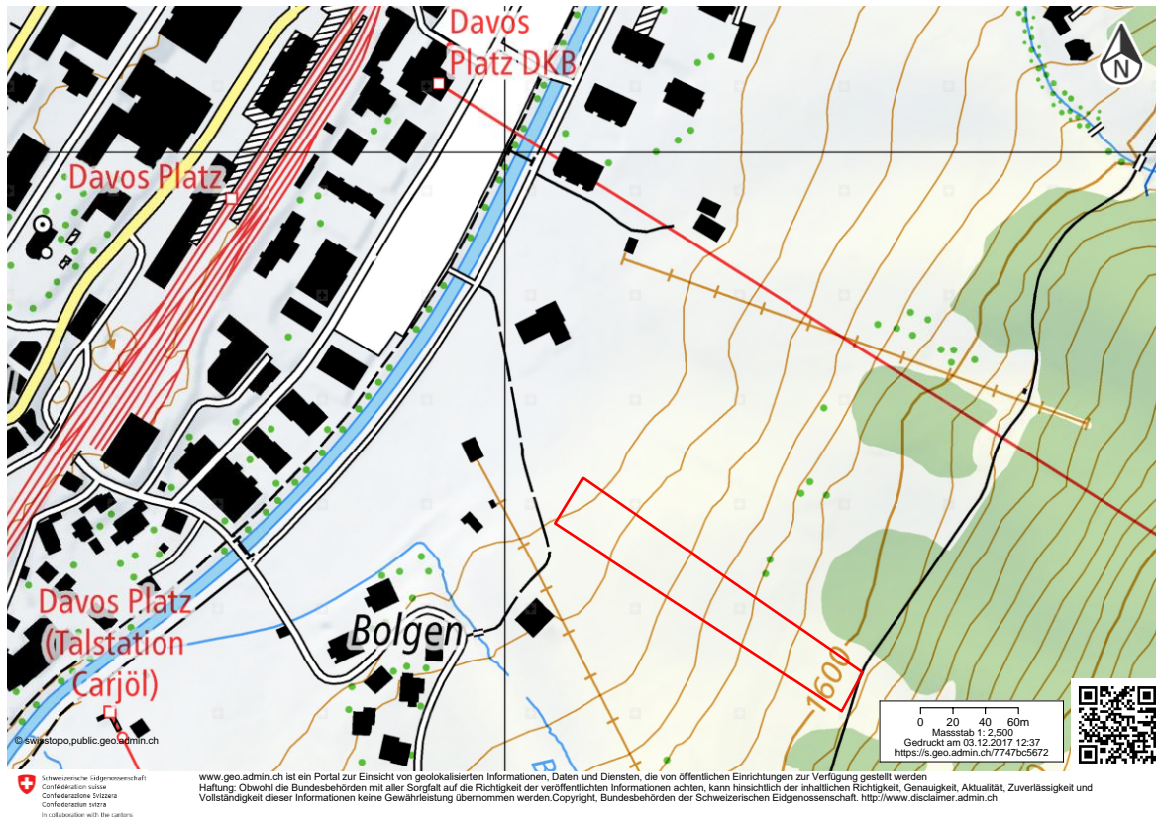 Davos
Platz DKB
N
Davos Platz
Davos Platz
(Talstation
Carjöl)
Bolgen
1600
B
0 20 40 60m
Massstab 1: 2,500
Gedruckt am 03.12.2017 12:37
https://s.geo.admin.ch/7747bc5672
© swisstopo,public.geo.admin.ch
Schweizerische Eidgenossenschaft
Confédération suisse
Confederazione Svizzera
Confederaziun svizra
In collaboration with the cantons
www.geo.admin.ch ist ein Portal zur Einsicht von geolokalisierten Informationen, Daten und Diensten, die von öffentlichen Einrichtungen zur Verfügung gestellt werden
Haftung: Obwohl die Bundesbehörden mit aller Sorgfalt auf die Richtigkeit der veröffentlichten Informationen achten, kann hinsichtlich der inhaltlichen Richtigkeit, Genauigkeit, Aktualität, Zuverlässigkeit und
Vollständigkeit dieser Informationen keine Gewährleistung übernommen werden.Copyright, Bundesbehörden der Schweizerischen Eidgenossenschaft. http://www.disclaimer.admin.ch